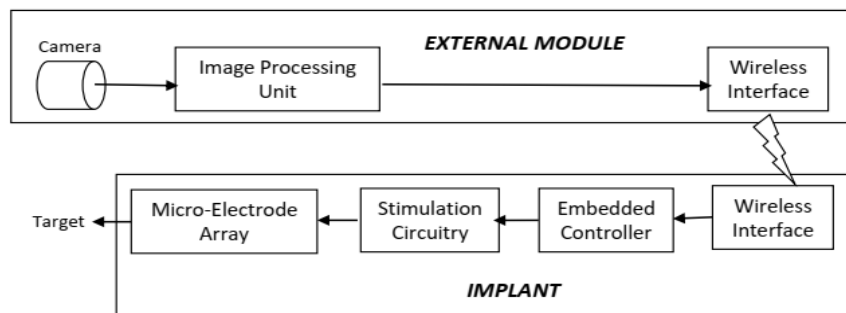 EXTERNAL MODULE
Camera
Image Processing
Unit
Wireless
Interface
Target
Micro-Electrode
Array
Stimulation
Circuitry
Embedded
Controller
Wireless
Interface
IMPLANT